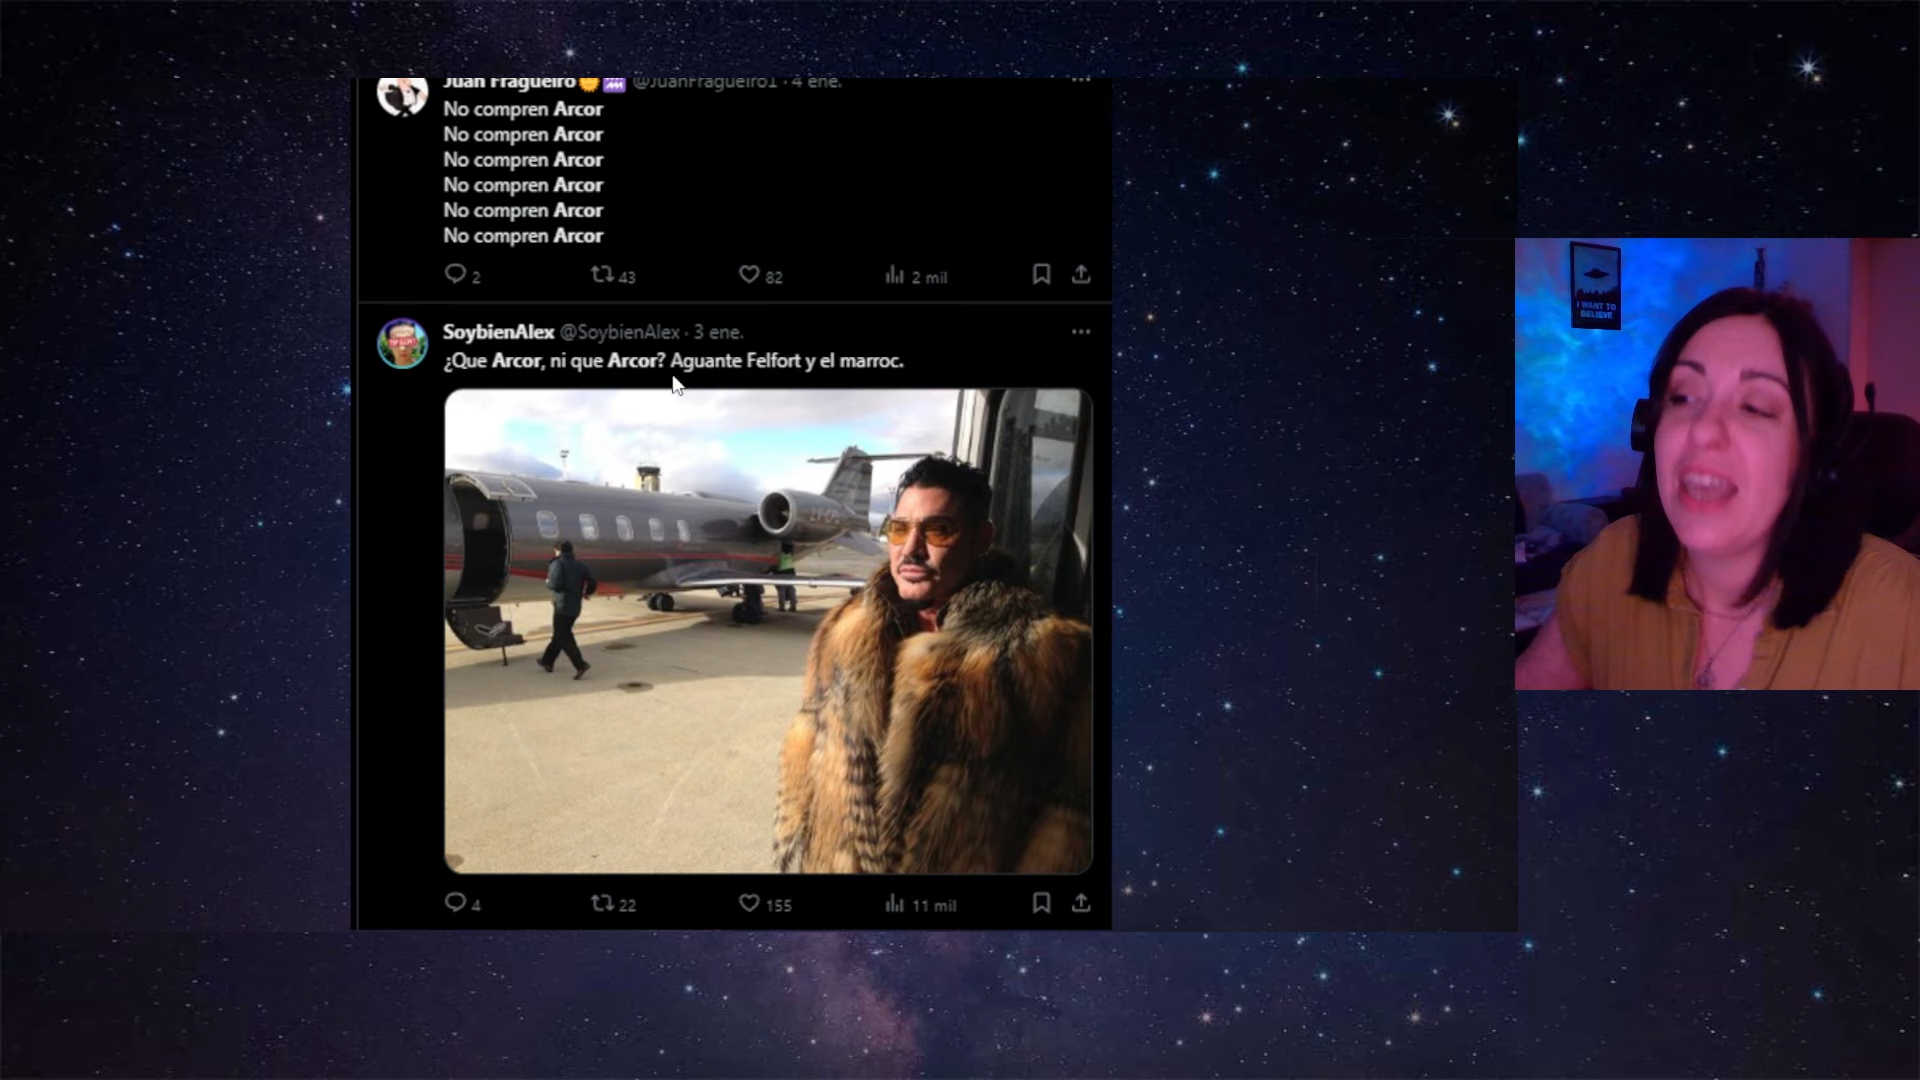 Juan Fragueiro @JuanFragueiro1 · 4 ene.
No compren Arcor
No compren Arcor
No compren Arcor
No compren Arcor
No compren Arcor
No compren Arcor
2 43 82 2 mil
SoybienAlex @SoybienAlex · 3 ene.
¿Que Arcor, ni que Arcor? Aguante Felfort y el marroc.
4 22 155 11 mil
I WANT TO
BELIEVE